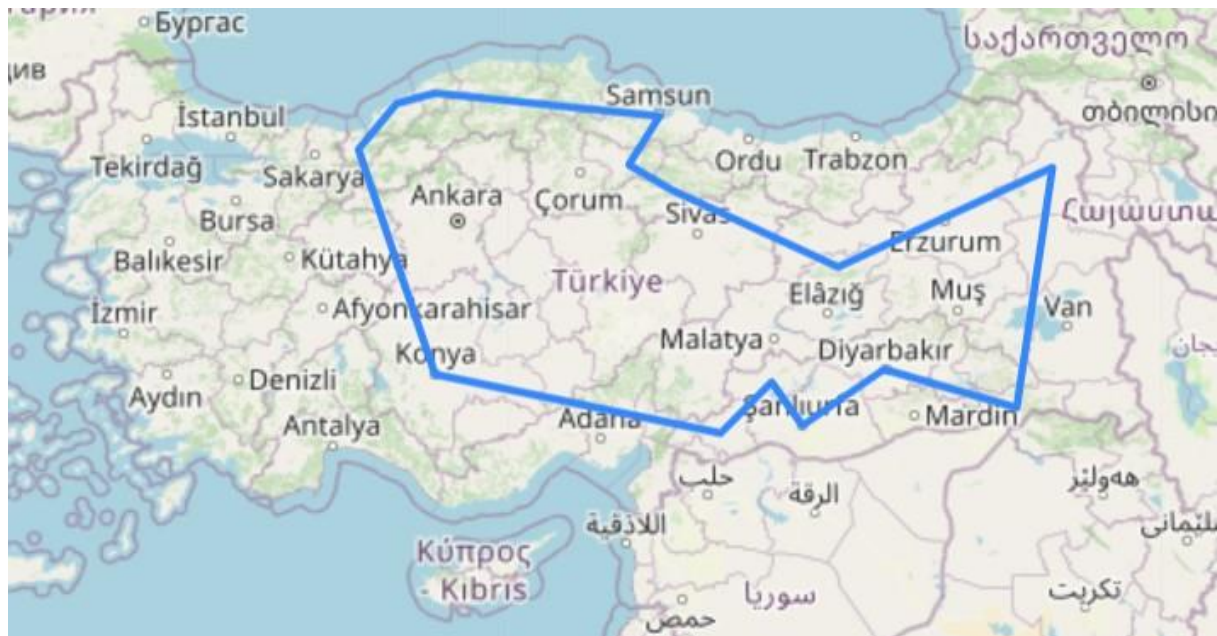 Бургас
საქართველო
თბილისი
Samsun
İstanbul
Tekirdağ
Sakarya
Ordu
Trabzon
Ankara
Çorum
Bursa
Sivas
Erzurum
Balıkesir
Kütahya
Türkiye
Elâzığ
Muş
İzmir
Afyonkarahisar
Malatya
Van
Konya
Diyarbakır
Aydın
Denizli
Şanlıurfa
Mardin
Antalya
Adana
حلب
الرقة
هەولێر
اللاذقية
Κύπρος
- Kıbrıs
سوريا
تكريت
حمص